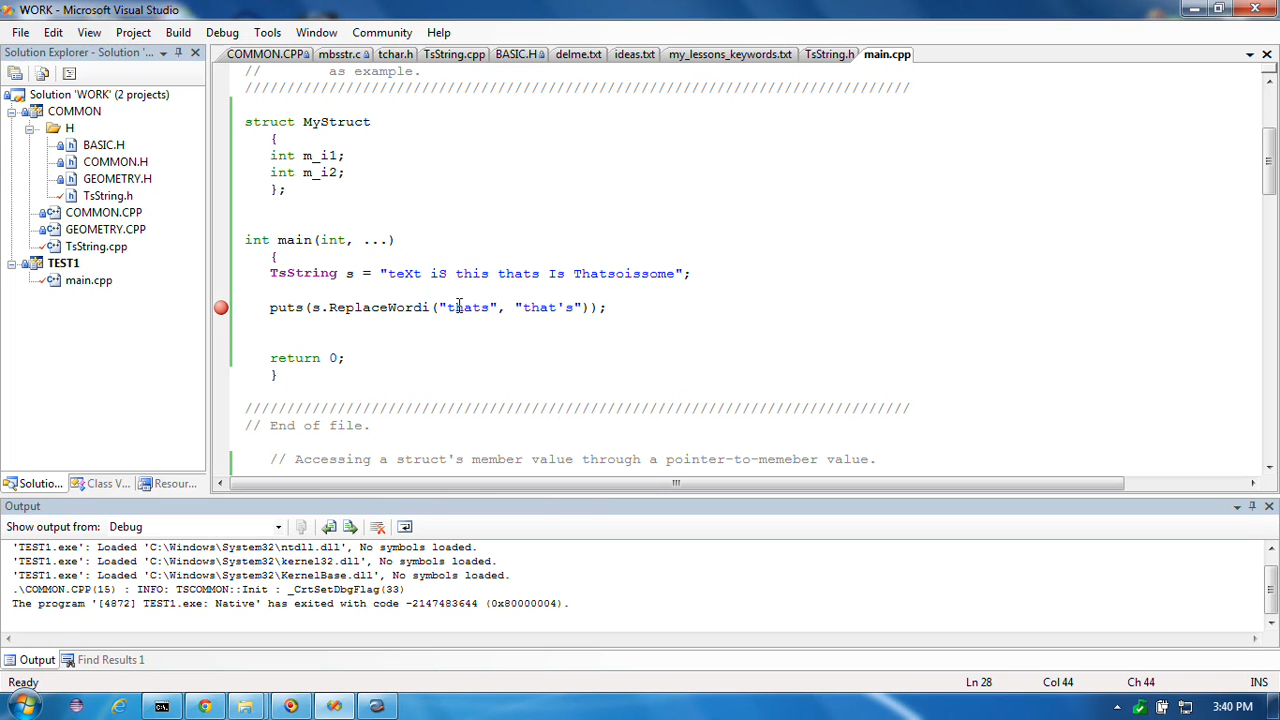 WORK - Microsoft Visual Studio
File Edit View Project Build Debug Tools Window Community Help
Solution Explorer - Solution '...
COMMON.CPP mbsstr.c tchar.h TsString.cpp BASIC.H delme.txt ideas.txt my_lessons_keywords.txt TsString.h main.cpp
Solution 'WORK' (2 projects)
COMMON
H
BASIC.H
COMMON.H
GEOMETRY.H
TsString.h
COMMON.CPP
GEOMETRY.CPP
TsString.cpp
TEST1
main.cpp
Solutio... Class V... Resour...
// as example.
///////////////////////////////////////////////////////////////////////////////
struct MyStruct
{
int m_i1;
int m_i2;
};
int main(int, ...)
{
TsString s = "teXt iS this thats Is Thatsoissome";
puts(s.ReplaceWordi("thats", "that's"));
return 0;
}
///////////////////////////////////////////////////////////////////////////////
// End of file.
// Accessing a struct's member value through a pointer-to-memeber value.
Output
Show output from: Debug
'TEST1.exe': Loaded 'C:\Windows\System32\ntdll.dll', No symbols loaded.
'TEST1.exe': Loaded 'C:\Windows\System32\kernel32.dll', No symbols loaded.
'TEST1.exe': Loaded 'C:\Windows\System32\KernelBase.dll', No symbols loaded.
.\COMMON.CPP(15) : INFO: TSCOMMON::Init : _CrtSetDbgFlag(33)
The program '[4872] TEST1.exe: Native' has exited with code -2147483644 (0x80000004).
Output Find Results 1
Ready Ln 28 Col 44 Ch 44 INS
3:40 PM